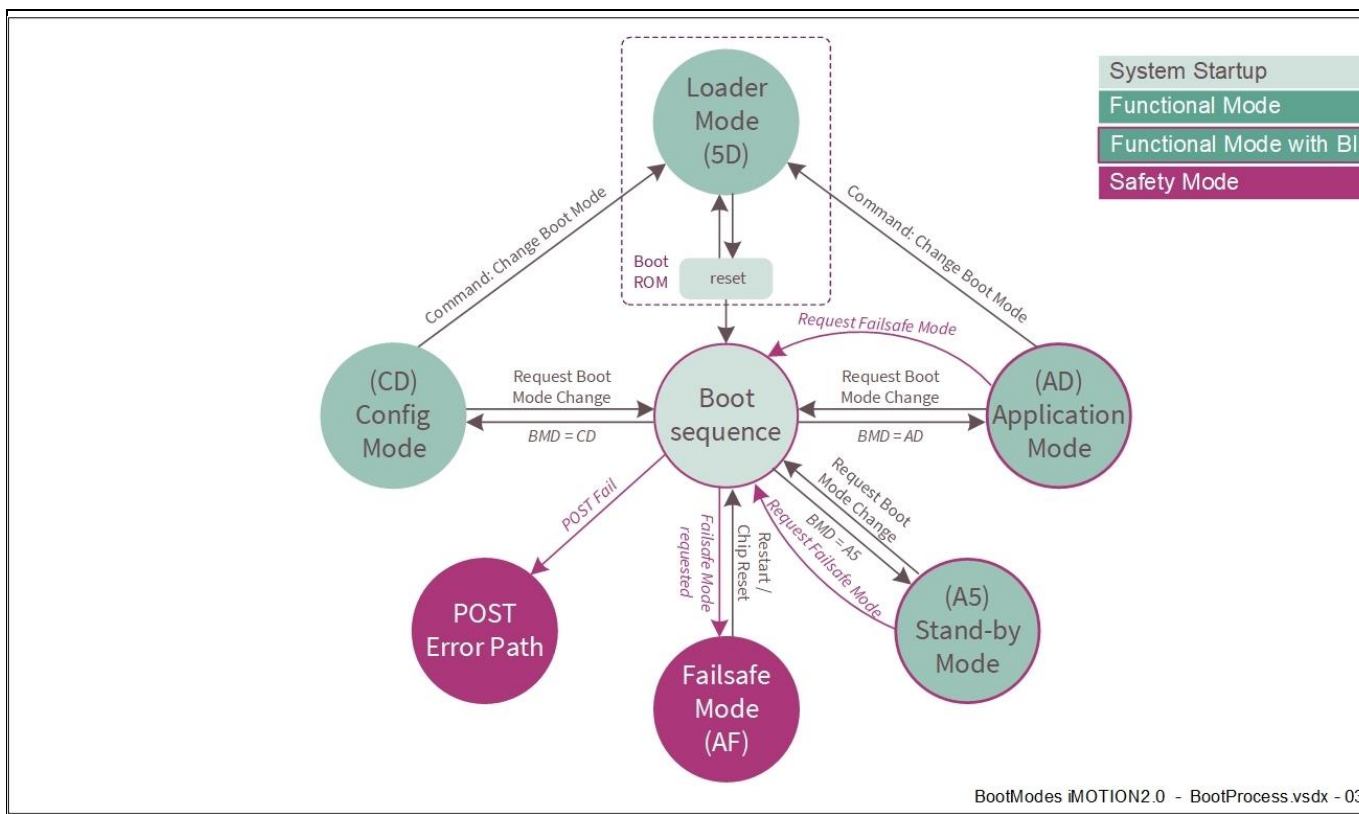 Loader
Mode
(5D)
System Startup
Functional Mode
Functional Mode with BI
Safety Mode
Command: Change Boot Mode
Command: Change Boot Mode
Boot
ROM
reset
Request Failsafe Mode
(CD)
Config
Mode
Request Boot
Mode Change
BMD = CD
Boot
sequence
Request Boot
Mode Change
BMD = AD
(AD)
Application
Mode
POST Fail
Failsafe Mode
requested
Restart /
Chip Reset
Request Boot
Mode Change
BMD = A5
Request Failsafe Mode
POST
Error Path
Failsafe
Mode
(AF)
(A5)
Stand-by
Mode
BootModes iMOTION2.0 - BootProcess.vsdx - 03